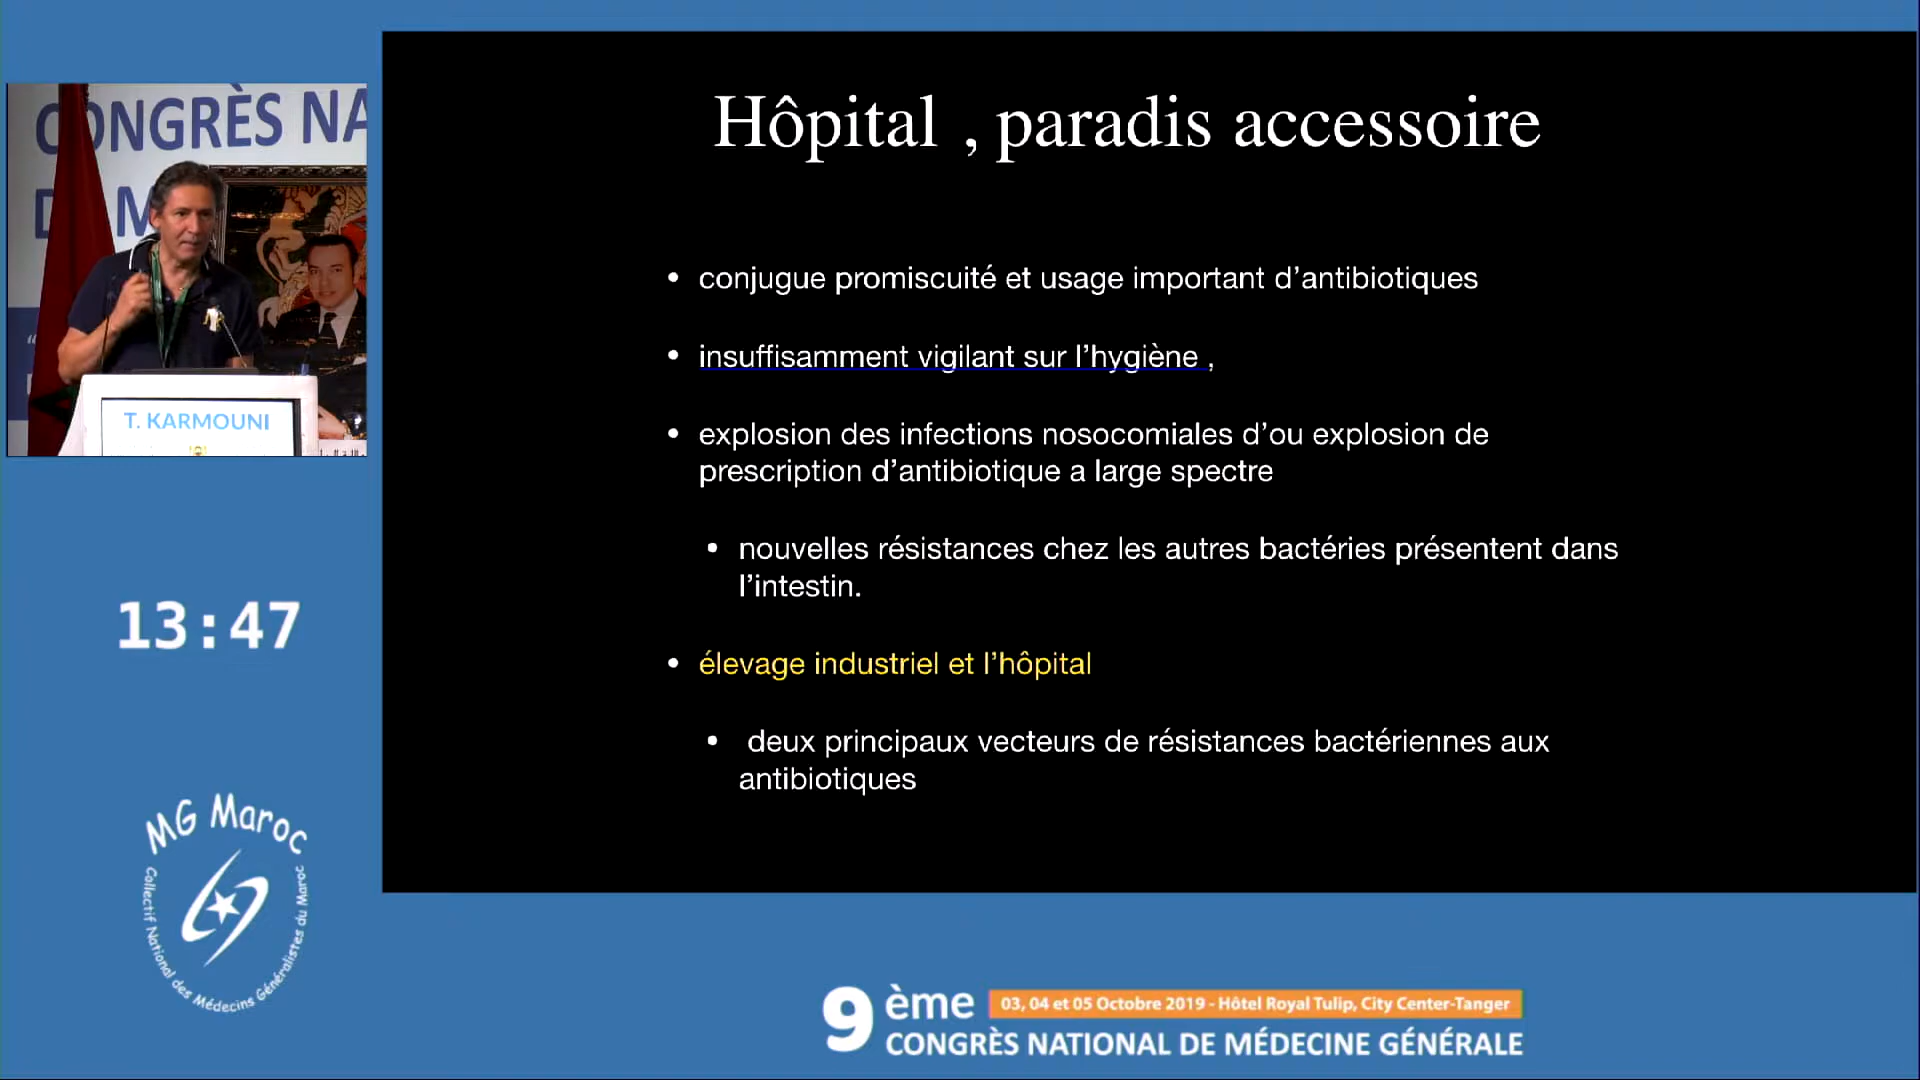 CONGRÈS NA
T. KARMOUNI
Hôpital , paradis accessoire
• conjugue promiscuité et usage important d’antibiotiques
• insuffisamment vigilant sur l’hygiène ,
• explosion des infections nosocomiales d’ou explosion de
prescription d’antibiotique a large spectre
• nouvelles résistances chez les autres bactéries présentent dans
l’intestin.
• élevage industriel et l’hôpital
• deux principaux vecteurs de résistances bactériennes aux
antibiotiques
13:47
MG Maroc
Collectif National des Médecins Généralistes du Maroc
9 ème
03, 04 et 05 Octobre 2019 - Hôtel Royal Tulip, City Center-Tanger
CONGRÈS NATIONAL DE MÉDECINE GÉNÉRALE